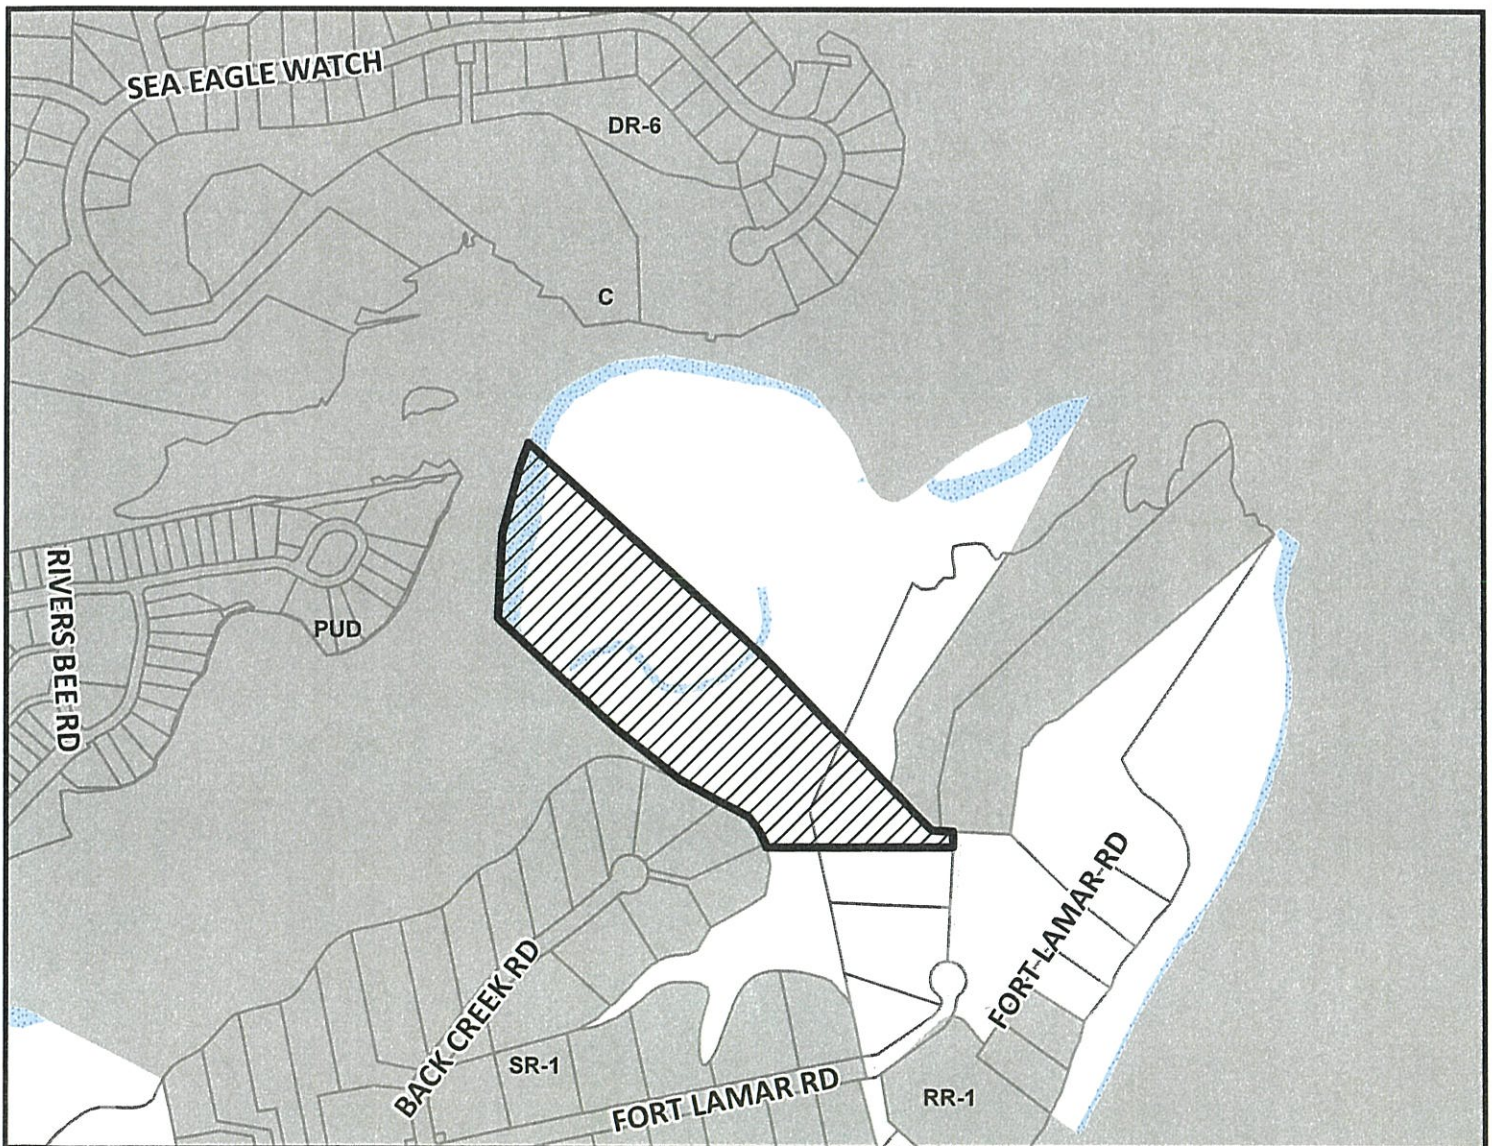 SEA EAGLE WATCH
DR-6
C
RIVERS BEE RD
PUD
FORT LAMAR RD
BACK CREEK RD
SR-1
FORT LAMAR RD
RR-1